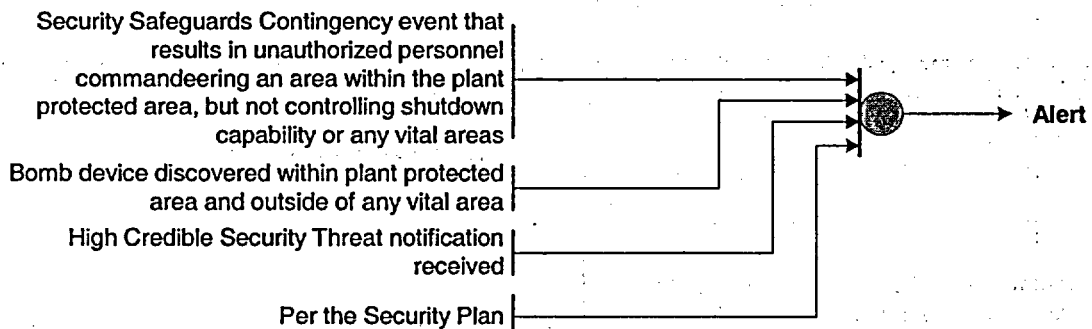 Security Safeguards Contingency event that
results in unauthorized personnel
commandeering an area within the plant
protected area, but not controlling shutdown
capability or any vital areas
Bomb device discovered within plant protected
area and outside of any vital area
High Credible Security Threat notification
received
Per the Security Plan
Alert